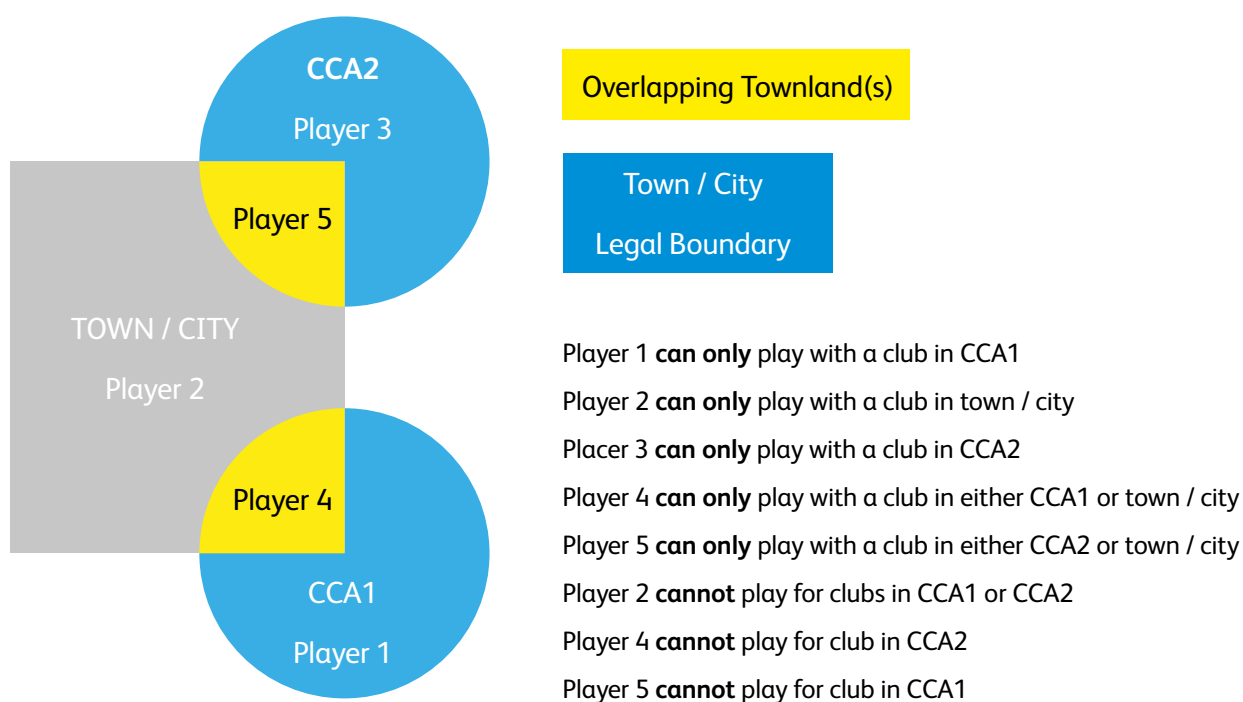 CCA2
Player 3
Player 5
TOWN / CITY
Player 2
Player 4
CCA1
Player 1
Overlapping Townland(s)
Town / City
Legal Boundary
Player 1 can only play with a club in CCA1
Player 2 can only play with a club in town / city
Placer 3 can only play with a club in CCA2
Player 4 can only play with a club in either CCA1 or town / city
Player 5 can only play with a club in either CCA2 or town / city
Player 2 cannot play for clubs in CCA1 or CCA2
Player 4 cannot play for club in CCA2
Player 5 cannot play for club in CCA1